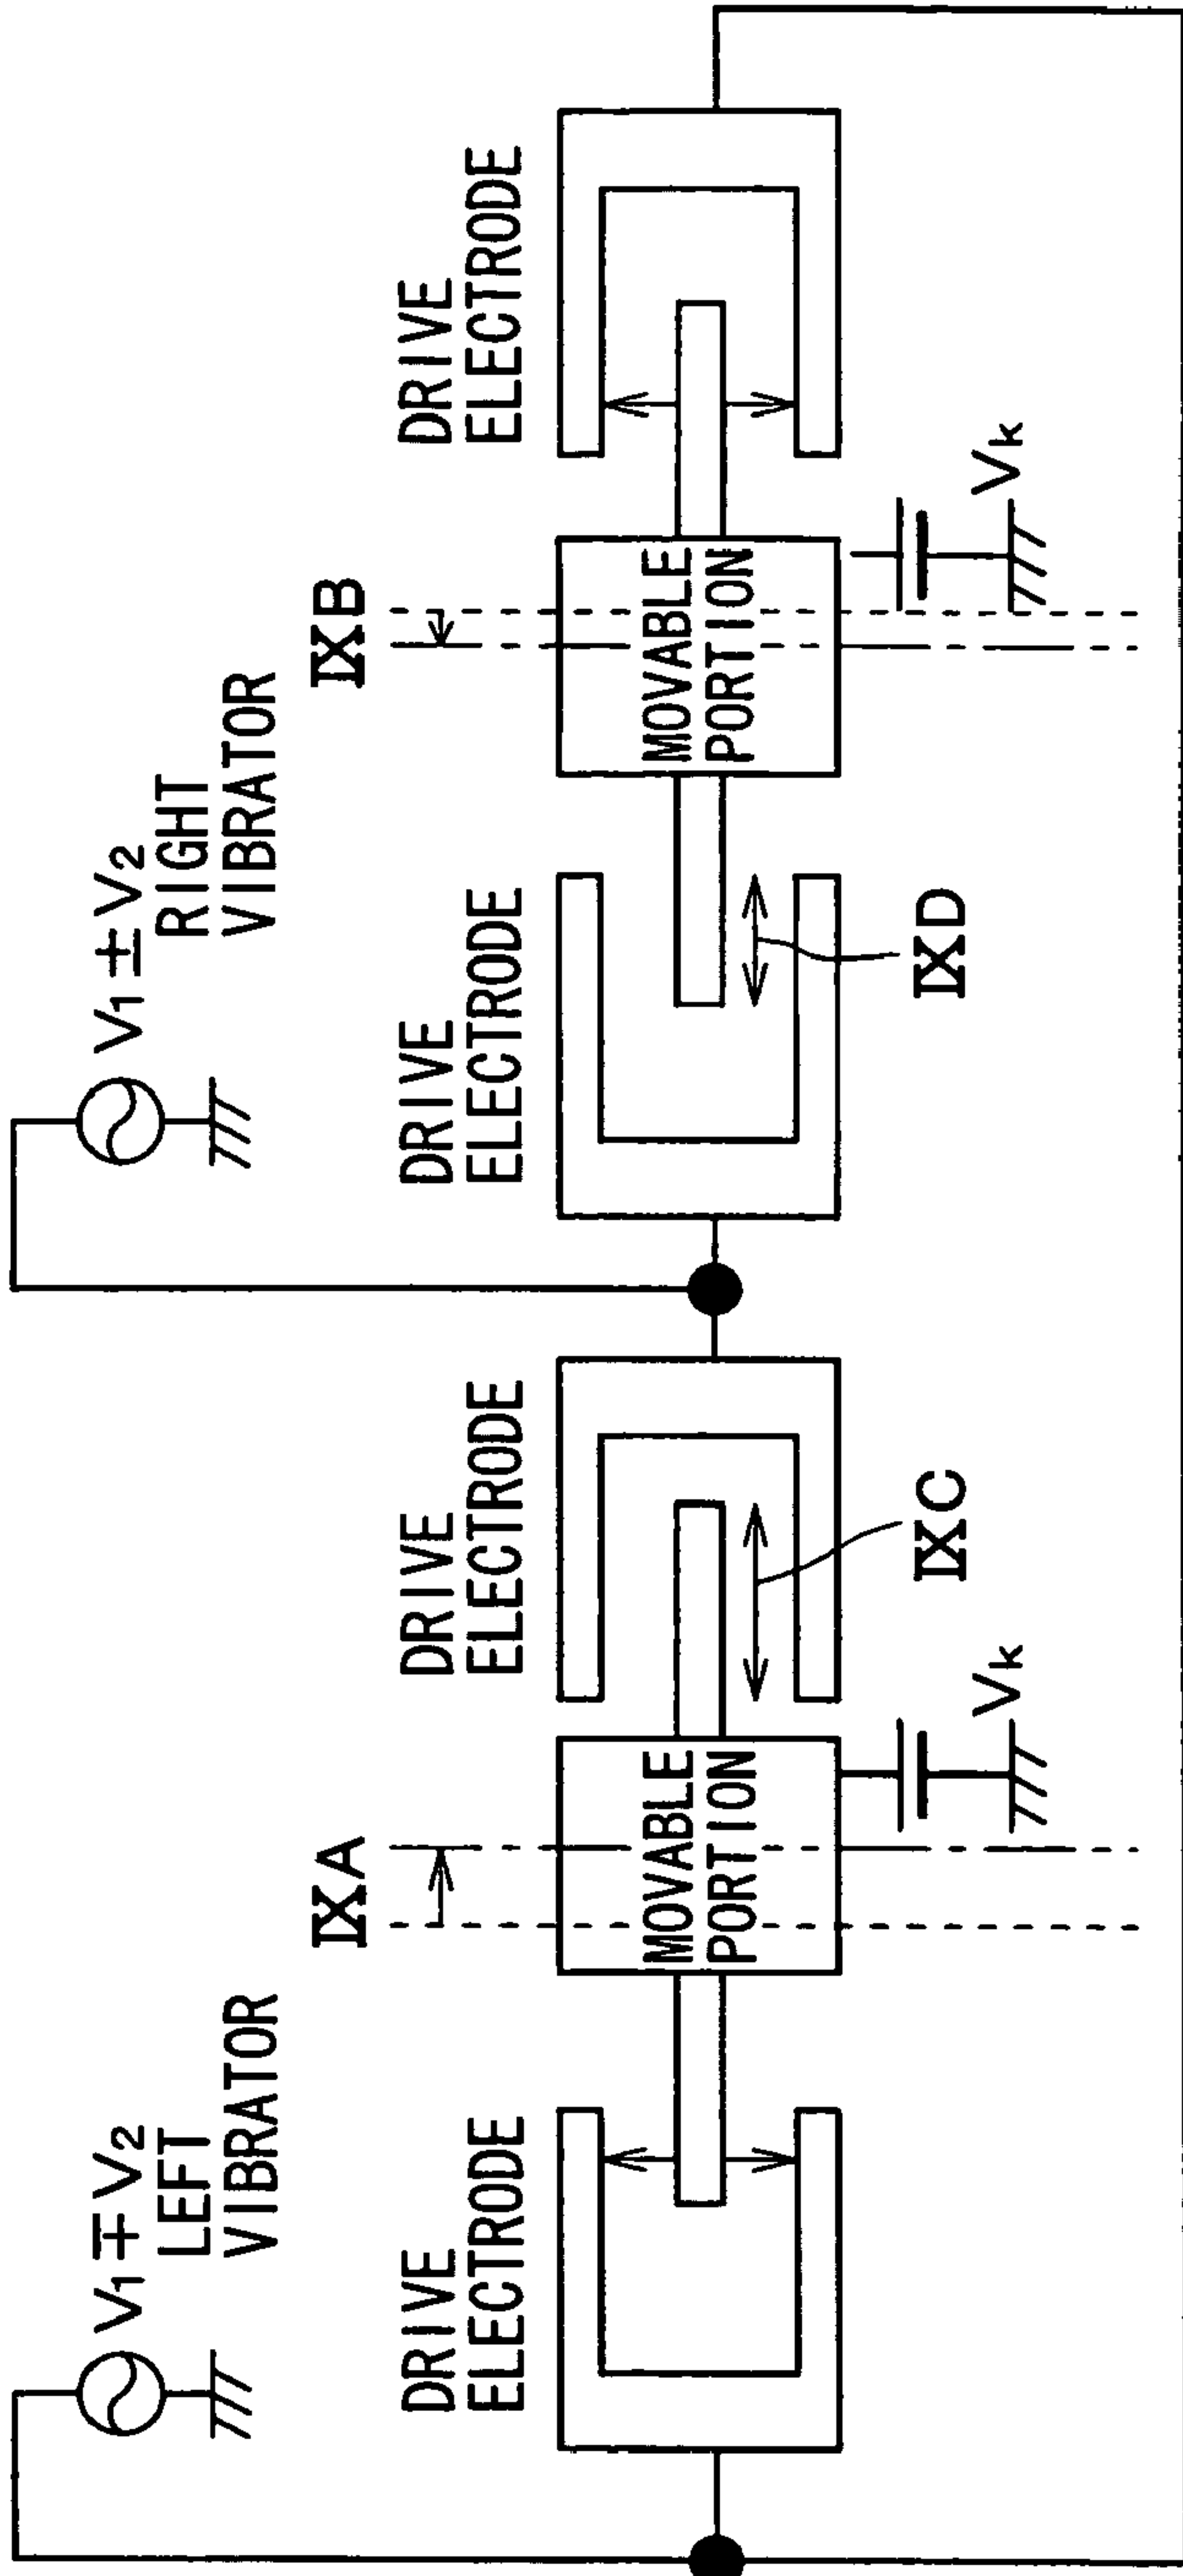 V₁∓V₂
LEFT
VIBRATOR
V₁±V₂
RIGHT
VIBRATOR
IXA
IXB
DRIVE
ELECTRODE
DRIVE
ELECTRODE
DRIVE
ELECTRODE
DRIVE
ELECTRODE
MOVABLE
PORTION
MOVABLE
PORTION
IXC
IXD
Vk
Vk